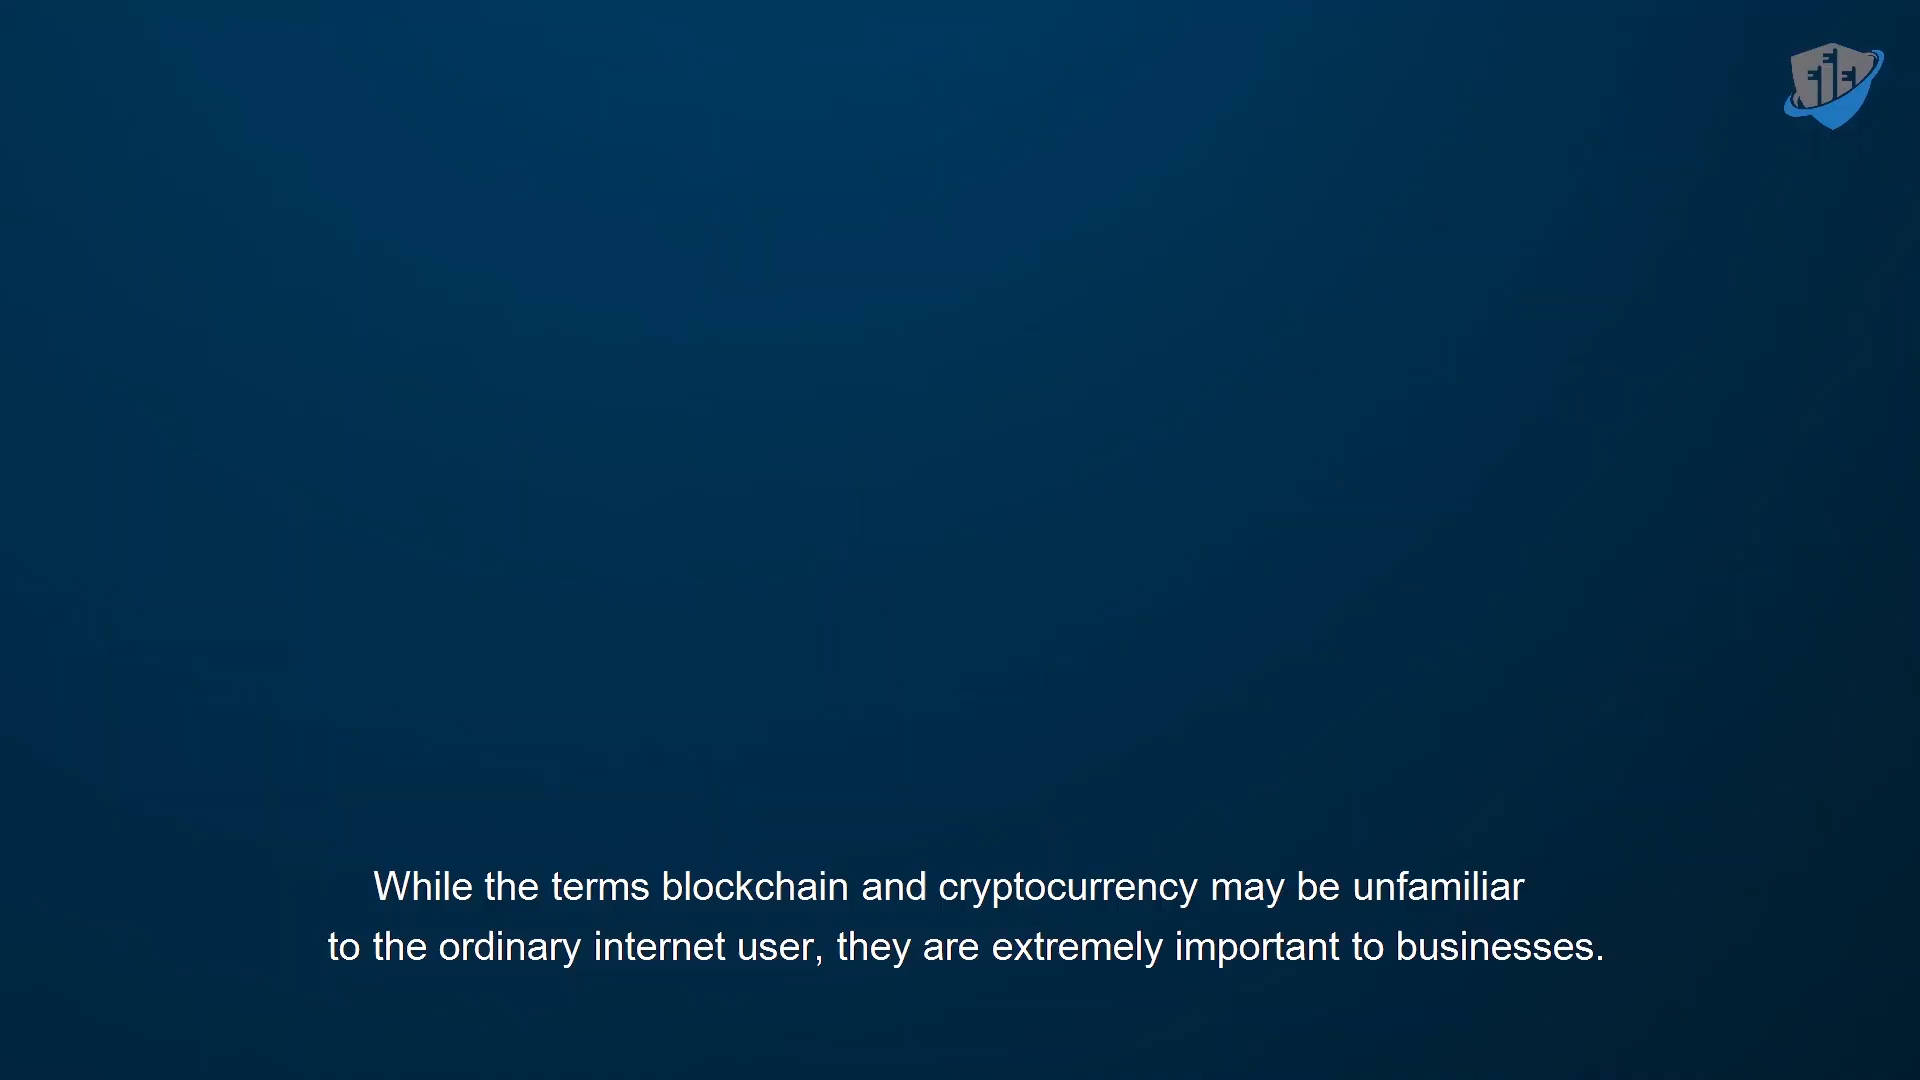 While the terms blockchain and cryptocurrency may be unfamiliar
to the ordinary internet user, they are extremely important to businesses.